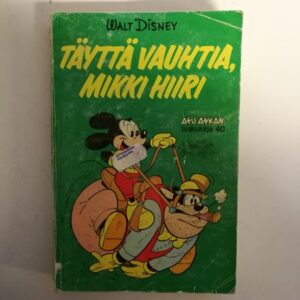 WALT DISNEY
TÄYTTÄ VAUHTIA,
MIKKI HIIRI
AKU ANKAN
taskukirja 40